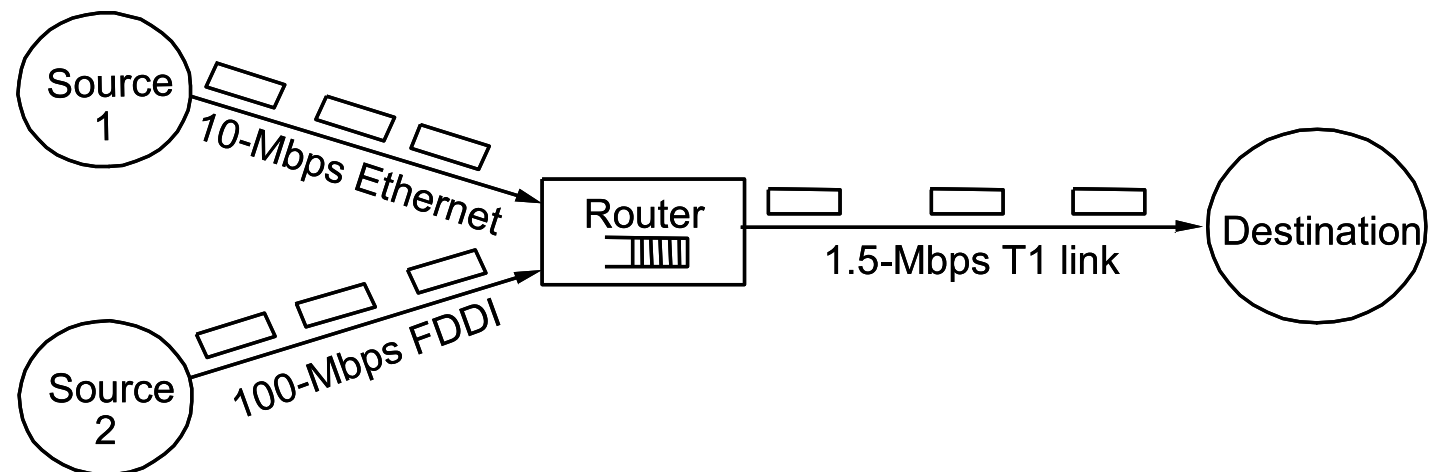 Source
1
10-Mbps Ethernet
Router
1.5-Mbps T1 link
Destination
100-Mbps FDDI
Source
2